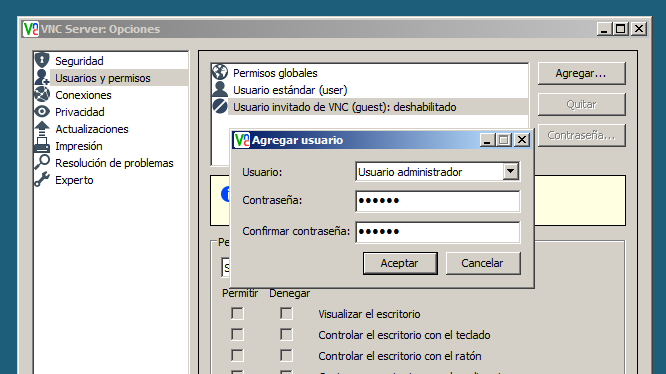 VNC Server: Opciones
Seguridad
Usuarios y permisos
Conexiones
Privacidad
Actualizaciones
Impresión
Resolución de problemas
Experto
Permisos globales
Usuario estándar (user)
Usuario invitado de VNC (guest): deshabilitado
Agregar...
Quitar
Contraseña...
Agregar usuario
Usuario:
Usuario administrador
Contraseña:
••••••
Confirmar contraseña:
••••••
Aceptar
Cancelar
Permitir
Denegar
Visualizar el escritorio
Controlar el escritorio con el teclado
Controlar el escritorio con el ratón